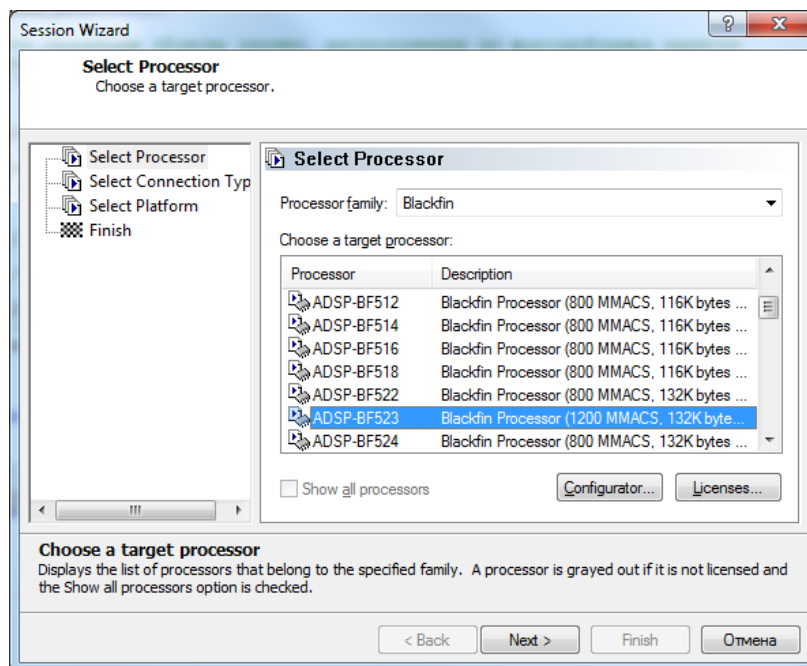 Session Wizard
Select Processor
Choose a target processor.
Select Processor
Select Connection Typ
Select Platform
Finish
Select Processor
Processor family: Blackfin
Choose a target processor:
Processor Description
ADSP-BF512 Blackfin Processor (800 MMACS, 116K bytes ...
ADSP-BF514 Blackfin Processor (800 MMACS, 116K bytes ...
ADSP-BF516 Blackfin Processor (800 MMACS, 116K bytes ...
ADSP-BF518 Blackfin Processor (800 MMACS, 116K bytes ...
ADSP-BF522 Blackfin Processor (800 MMACS, 132K bytes ...
ADSP-BF523 Blackfin Processor (1200 MMACS, 132K byte...
ADSP-BF524 Blackfin Processor (800 MMACS, 132K bytes ...
Show all processors Configurator... Licenses...
Choose a target processor
Displays the list of processors that belong to the specified family. A processor is grayed out if it is not licensed and
the Show all processors option is checked.
< Back Next > Finish Отмена